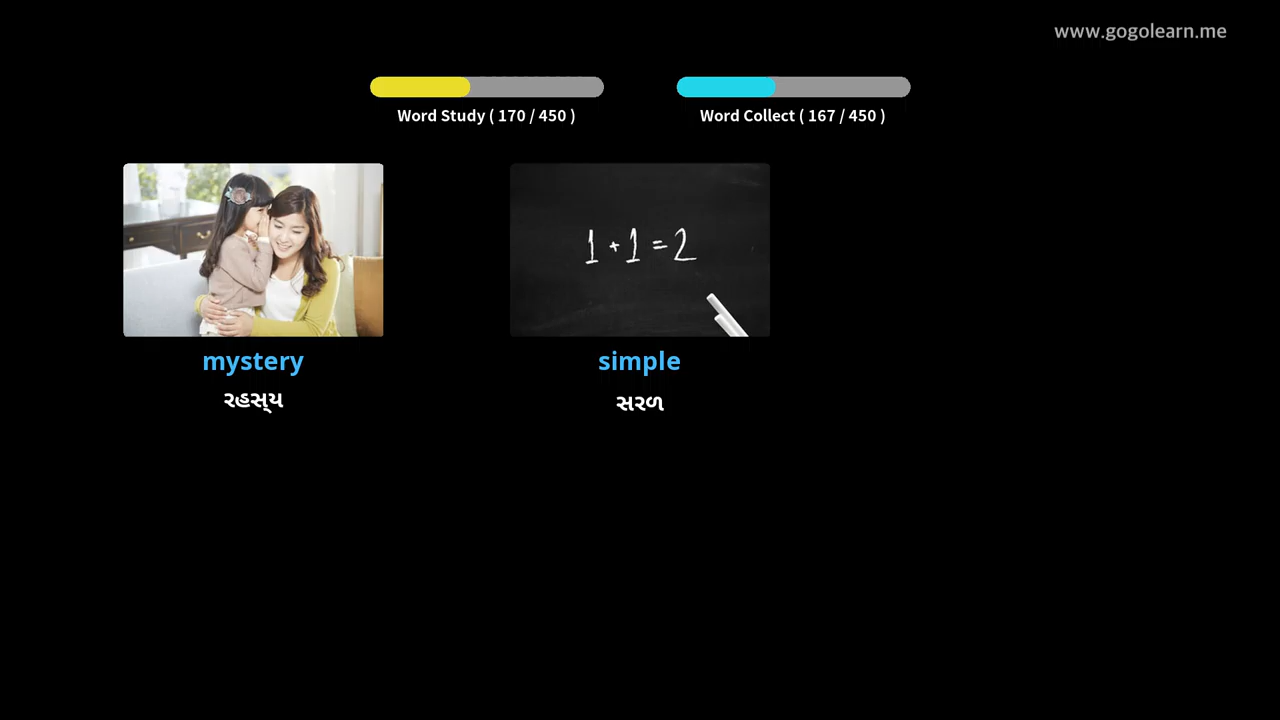 www.gogolearn.me
Word Study ( 170 / 450 )
Word Collect ( 167 / 450 )
1 + 1 = 2
mystery
simple
રહસ્ય
સરળ